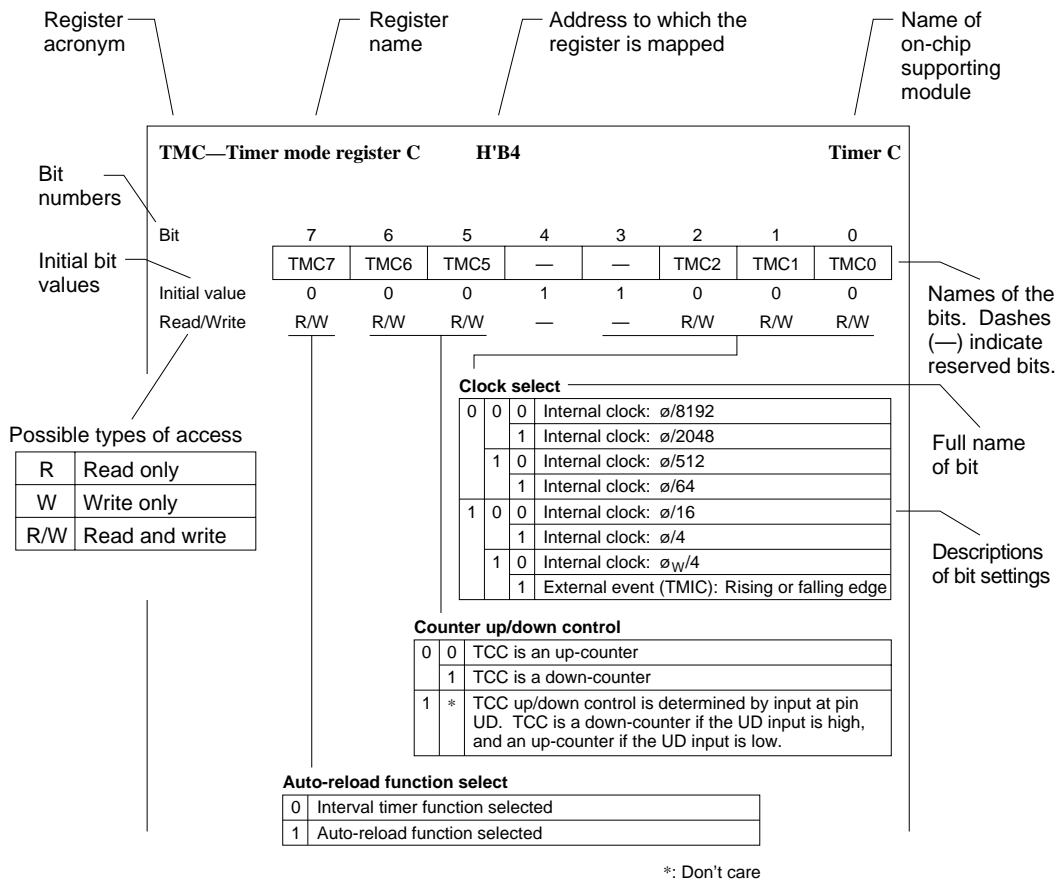 Register
acronym
Register
name
Address to which the
register is mapped
Name of
on-chip
supporting
module
TMC—Timer mode register C H'B4 Timer C
Bit
numbers
Bit 7 6 5 4 3 2 1 0
TMC7 TMC6 TMC5 — — TMC2 TMC1 TMC0
Initial bit
values
Initial value 0 0 0 1 1 0 0 0
Read/Write R/W R/W R/W — — R/W R/W R/W
Names of the
bits. Dashes
(—) indicate
reserved bits.
Possible types of access
R Read only
W Write only
R/W Read and write
Clock select
0 0 0 Internal clock: ø/8192
1 Internal clock: ø/2048
1 0 Internal clock: ø/512
1 Internal clock: ø/64
1 0 0 Internal clock: ø/16
1 Internal clock: ø/4
1 0 Internal clock: øW/4
1 External event (TMIC): Rising or falling edge
Full name
of bit
Descriptions
of bit settings
Counter up/down control
0 0 TCC is an up-counter
1 TCC is a down-counter
1 * TCC up/down control is determined by input at pin
UD. TCC is a down-counter if the UD input is high,
and an up-counter if the UD input is low.
Auto-reload function select
0 Interval timer function selected
1 Auto-reload function selected
*: Don't care